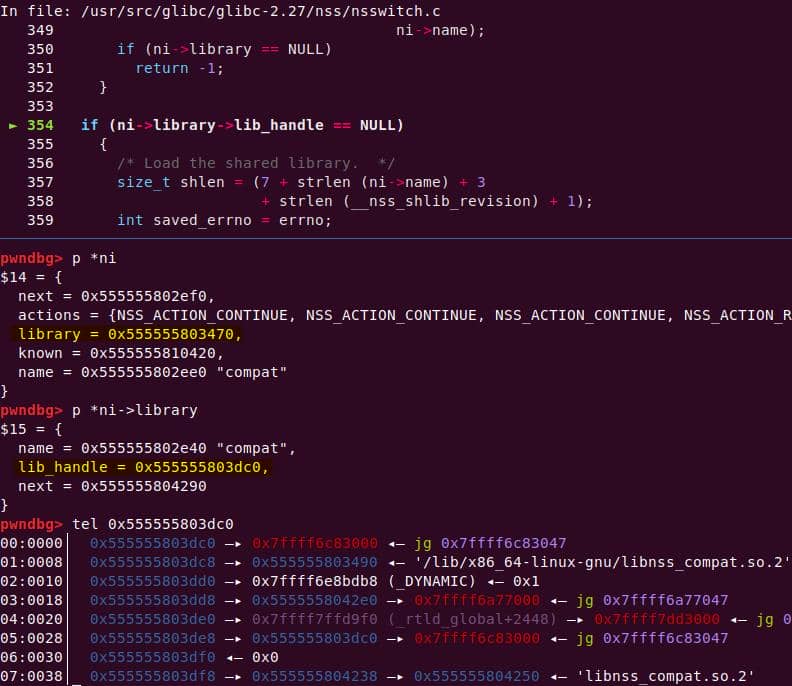 In file: /usr/src/glibc/glibc-2.27/nss/nsswitch.c
349 ni->name);
350 if (ni->library == NULL)
351 return -1;
352 }
353
► 354 if (ni->library->lib_handle == NULL)
355 {
356 /* Load the shared library. */
357 size_t shlen = (7 + strlen (ni->name) + 3
358 + strlen (__nss_shlib_revision) + 1);
359 int saved_errno = errno;
pwndbg> p *ni
$14 = {
next = 0x555555802ef0,
actions = {NSS_ACTION_CONTINUE, NSS_ACTION_CONTINUE, NSS_ACTION_CONTINUE, NSS_ACTION_R
library = 0x555555803470,
known = 0x555555810420,
name = 0x555555802ee0 "compat"
}
pwndbg> p *ni->library
$15 = {
name = 0x555555802e40 "compat",
lib_handle = 0x555555803dc0,
next = 0x555555804290
}
pwndbg> tel 0x555555803dc0
00:0000│ 0x555555803dc0 —▸ 0x7ffff6c83000 ◂— jg 0x7ffff6c83047
01:0008│ 0x555555803dc8 —▸ 0x555555803490 ◂— '/lib/x86_64-linux-gnu/libnss_compat.so.2'
02:0010│ 0x555555803dd0 —▸ 0x7ffff6e8bdb8 (_DYNAMIC) ◂— 0x1
03:0018│ 0x555555803dd8 —▸ 0x5555558042e0 —▸ 0x7ffff6a77000 ◂— jg 0x7ffff6a77047
04:0020│ 0x555555803de0 —▸ 0x7ffff7ffd9f0 (_rtld_global+2448) —▸ 0x7ffff7dd3000 ◂— jg 0
05:0028│ 0x555555803de8 —▸ 0x555555803dc0 —▸ 0x7ffff6c83000 ◂— jg 0x7ffff6c83047
06:0030│ 0x555555803df0 ◂— 0x0
07:0038│ 0x555555803df8 —▸ 0x555555804238 —▸ 0x555555804250 ◂— 'libnss_compat.so.2'